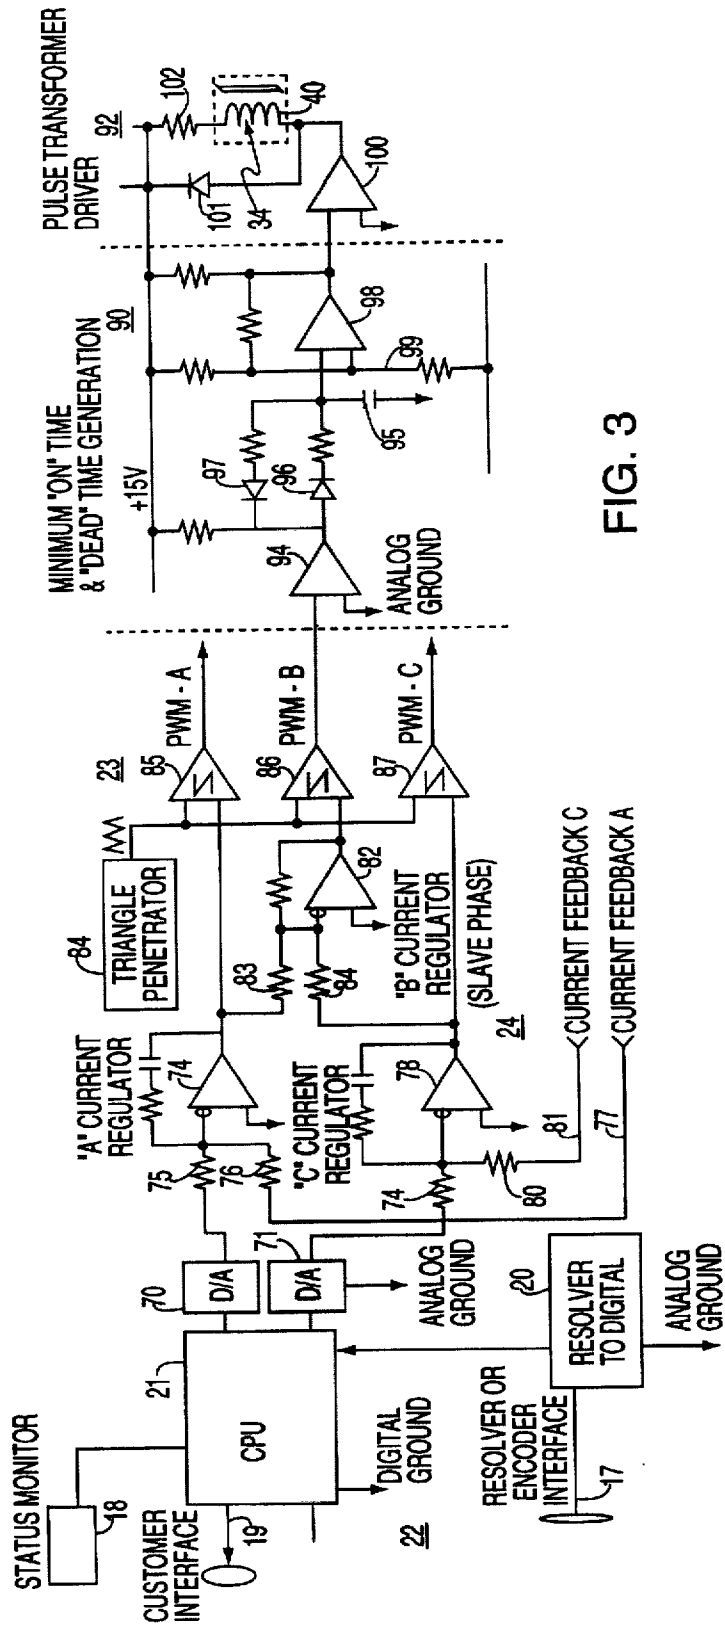 STATUS MONITOR
18
CUSTOMER
INTERFACE
19
21
CPU
DIGITAL
GROUND
22
RESOLVER OR
ENCODER
INTERFACE
17
20
RESOLVER
TO DIGITAL
ANALOG
GROUND
70
D/A
71
D/A
ANALOG
GROUND
"A" CURRENT
REGULATOR
75
76
74
"C" CURRENT
REGULATOR
74
78
80
81
77
CURRENT FEEDBACK C
CURRENT FEEDBACK A
24
84
TRIANGLE
PENETRATOR
83
84
82
"B" CURRENT
REGULATOR
(SLAVE PHASE)
23
85
86
87
PWM - A
PWM - B
PWM - C
MINIMUM "ON" TIME
& "DEAD" TIME GENERATION
90
+15V
94
ANALOG
GROUND
97
96
95
98
99
PULSE TRANSFORMER
DRIVER
92
101
102
34
40
100
FIG. 3